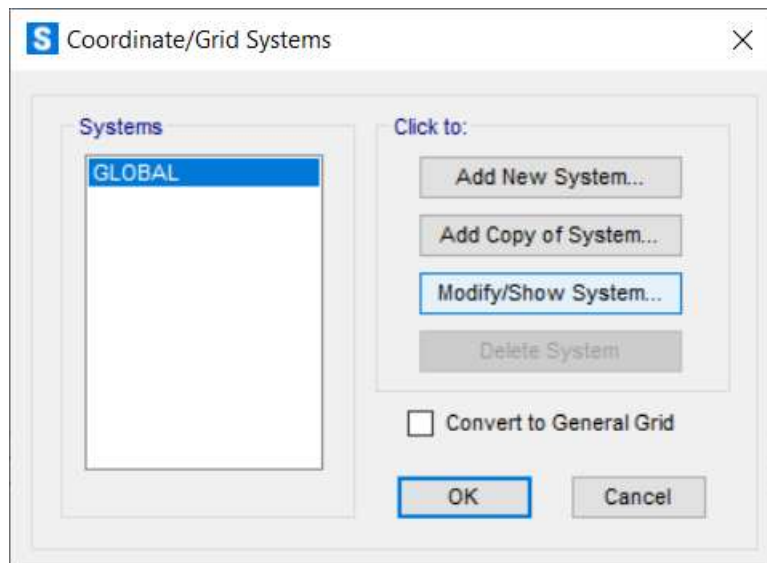 S Coordinate/Grid Systems
Systems
GLOBAL
Click to:
Add New System...
Add Copy of System...
Modify/Show System...
Delete System
Convert to General Grid
OK
Cancel